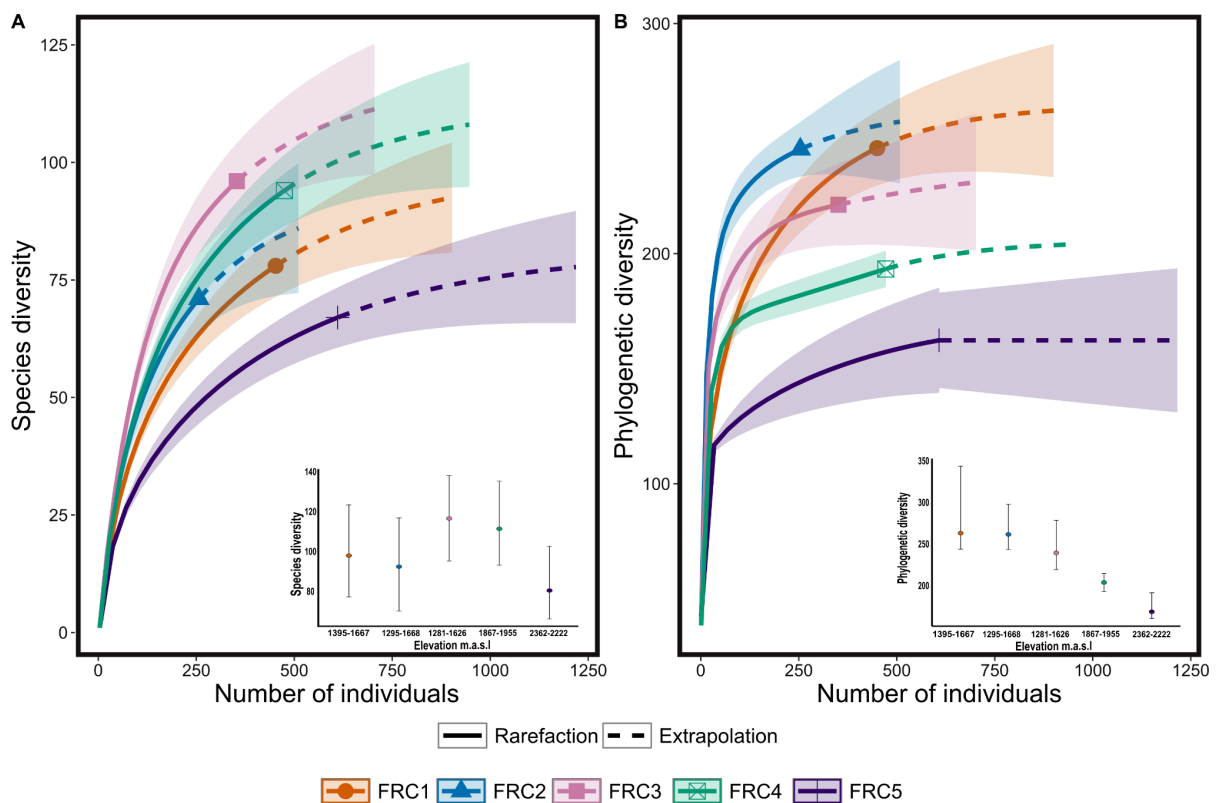 A
B
Species diversity
125
100
75
50
25
0
Species diversity
140
120
100
80
1395-1667 1295-1668 1281-1626 1867-1955 2362-2222
Elevation m.a.s.l
0 250 500 750 1000 1250
Number of individuals
Phylogenetic diversity
300
200
100
Phylogenetic diversity
350
300
250
200
1395-1667 1295-1668 1281-1626 1867-1955 2362-2222
Elevation m.a.s.l
0 250 500 750 1000 1250
Number of individuals
Rarefaction Extrapolation
FRC1 FRC2 FRC3 FRC4 FRC5